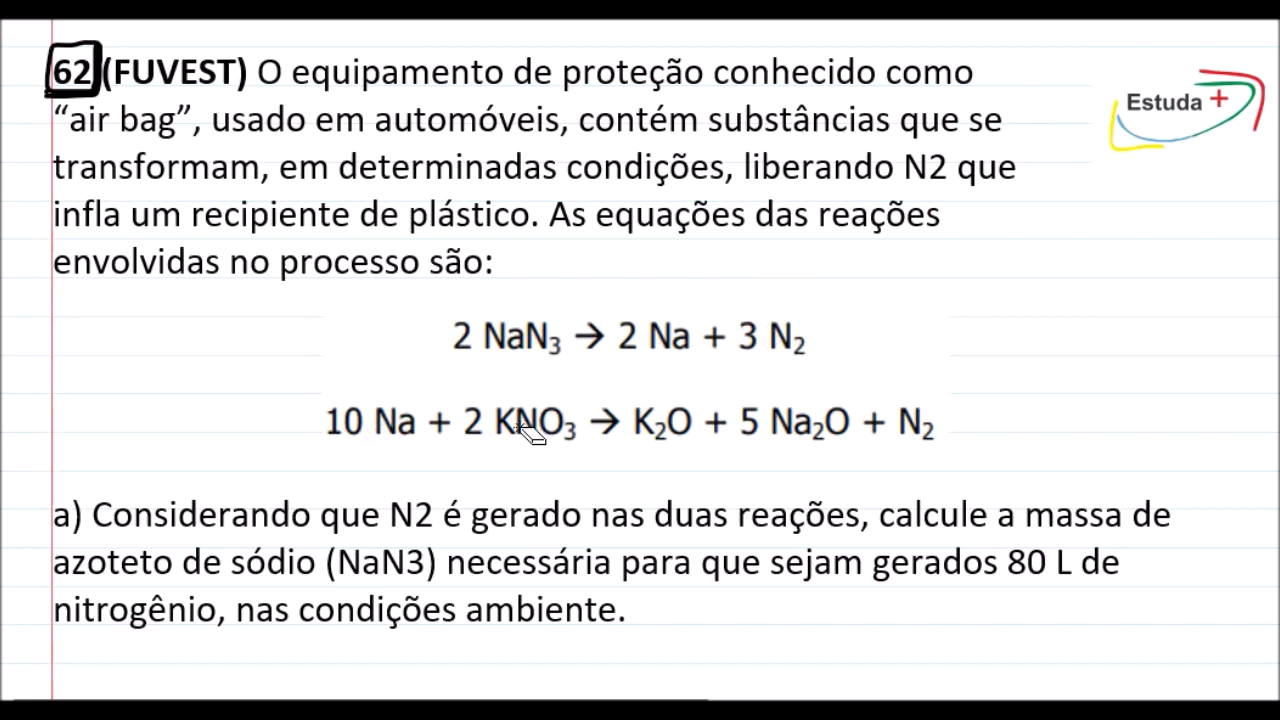 62 (FUVEST) O equipamento de proteção conhecido como
“air bag”, usado em automóveis, contém substâncias que se
transformam, em determinadas condições, liberando N2 que
infla um recipiente de plástico. As equações das reações
envolvidas no processo são:
Estuda +
2 NaN₃ → 2 Na + 3 N₂
10 Na + 2 KNO₃ → K₂O + 5 Na₂O + N₂
a) Considerando que N2 é gerado nas duas reações, calcule a massa de
azoteto de sódio (NaN3) necessária para que sejam gerados 80 L de
nitrogênio, nas condições ambiente.